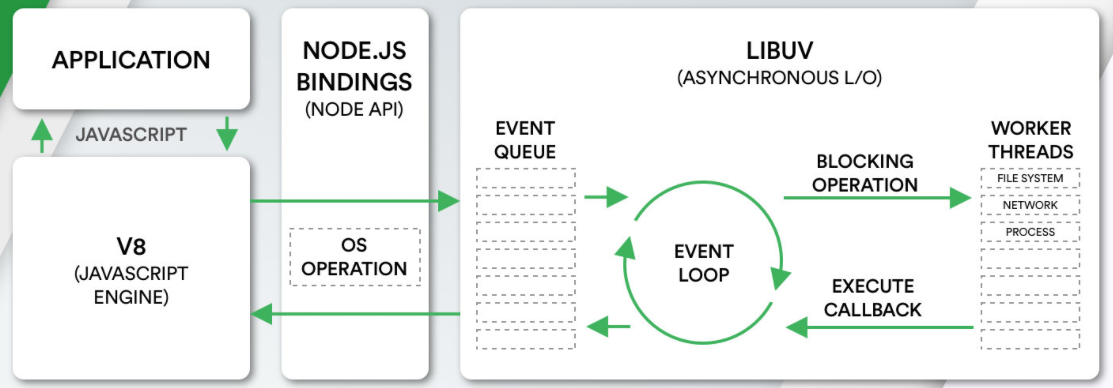 APPLICATION
JAVASCRIPT
V8
(JAVASCRIPT
ENGINE)
NODE.JS
BINDINGS
(NODE API)
OS
OPERATION
LIBUV
(ASYNCHRONOUS L/O)
EVENT
QUEUE
EVENT
LOOP
BLOCKING
OPERATION
EXECUTE
CALLBACK
WORKER
THREADS
FILE SYSTEM
NETWORK
PROCESS